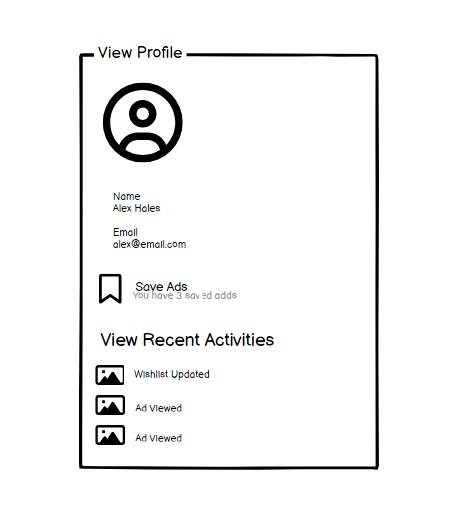 View Profile
Name
Alex Hales
Email
alex@email.com
Save Ads
You have 3 saved adds
View Recent Activities
Wishlist Updated
Ad Viewed
Ad Viewed